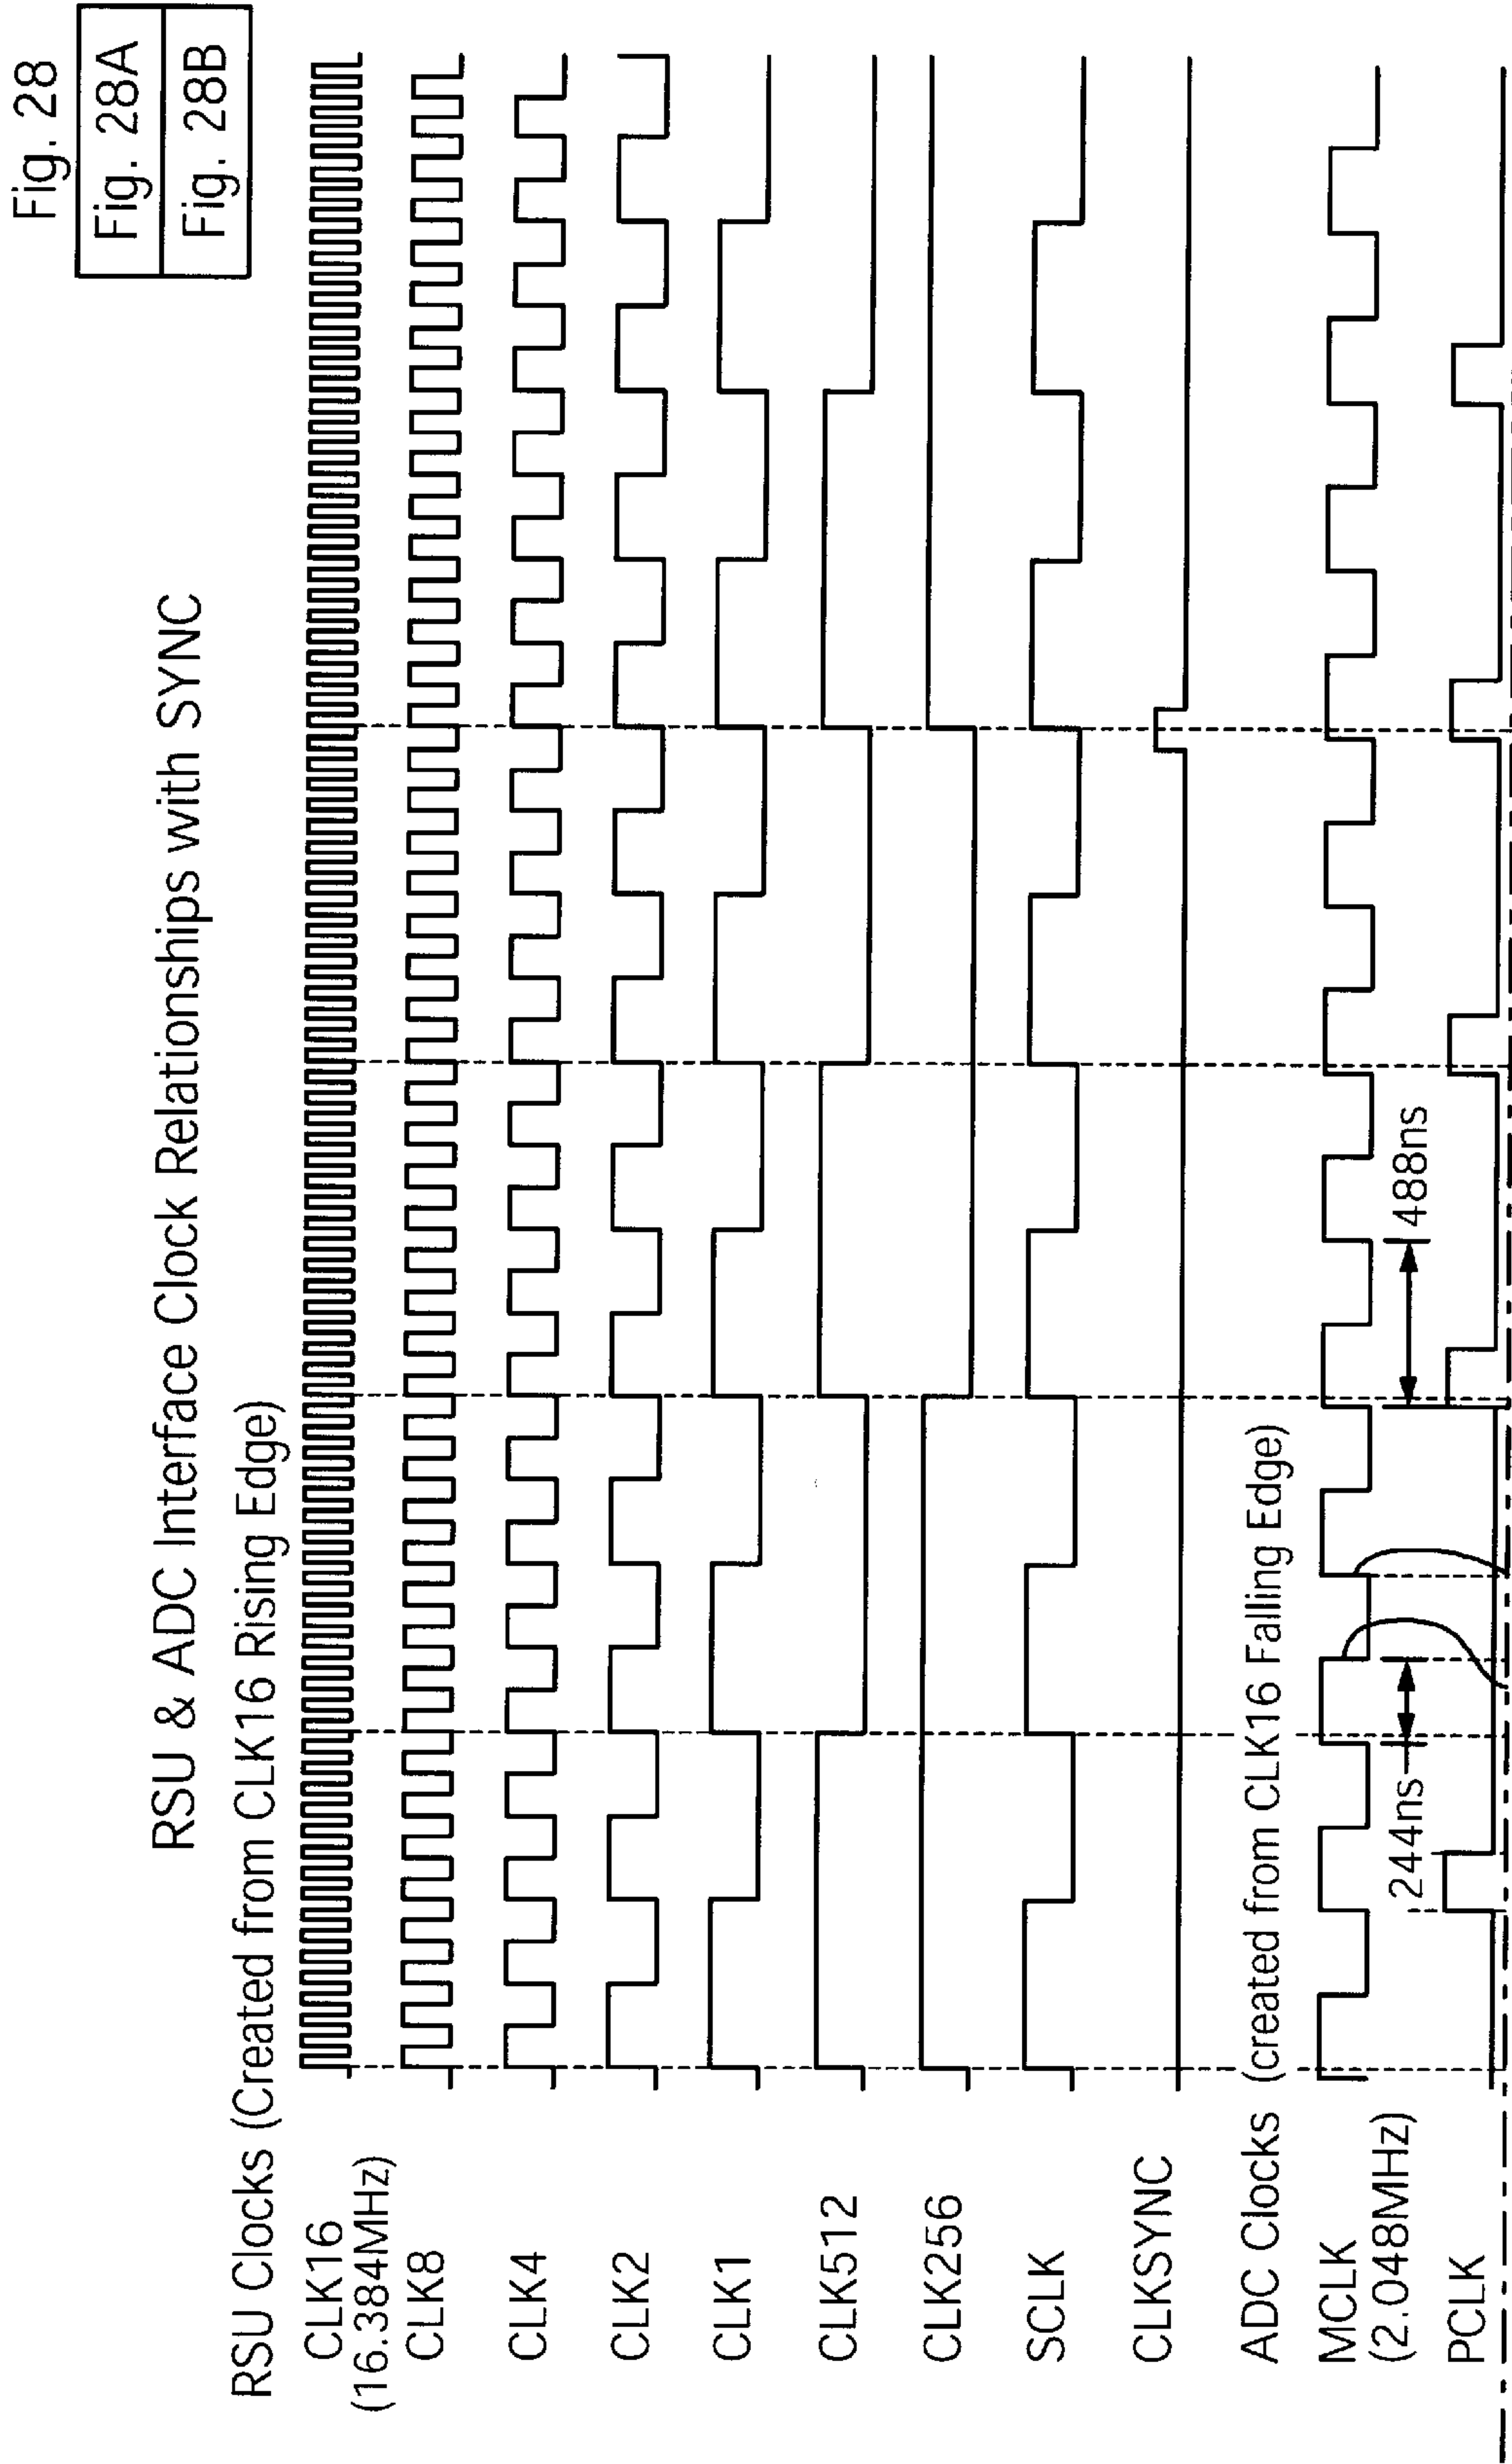 Fig. 28
Fig. 28A
Fig. 28B
RSU & ADC Interface Clock Relationships with SYNC
RSU Clocks (Created from CLK16 Rising Edge)
CLK16
(16.384MHz)
CLK8
CLK4
CLK2
CLK1
CLK512
CLK256
SCLK
CLKSYNC
ADC Clocks (created from CLK16 Falling Edge)
MCLK
(2.048MHz)
244ns
488ns
PCLK